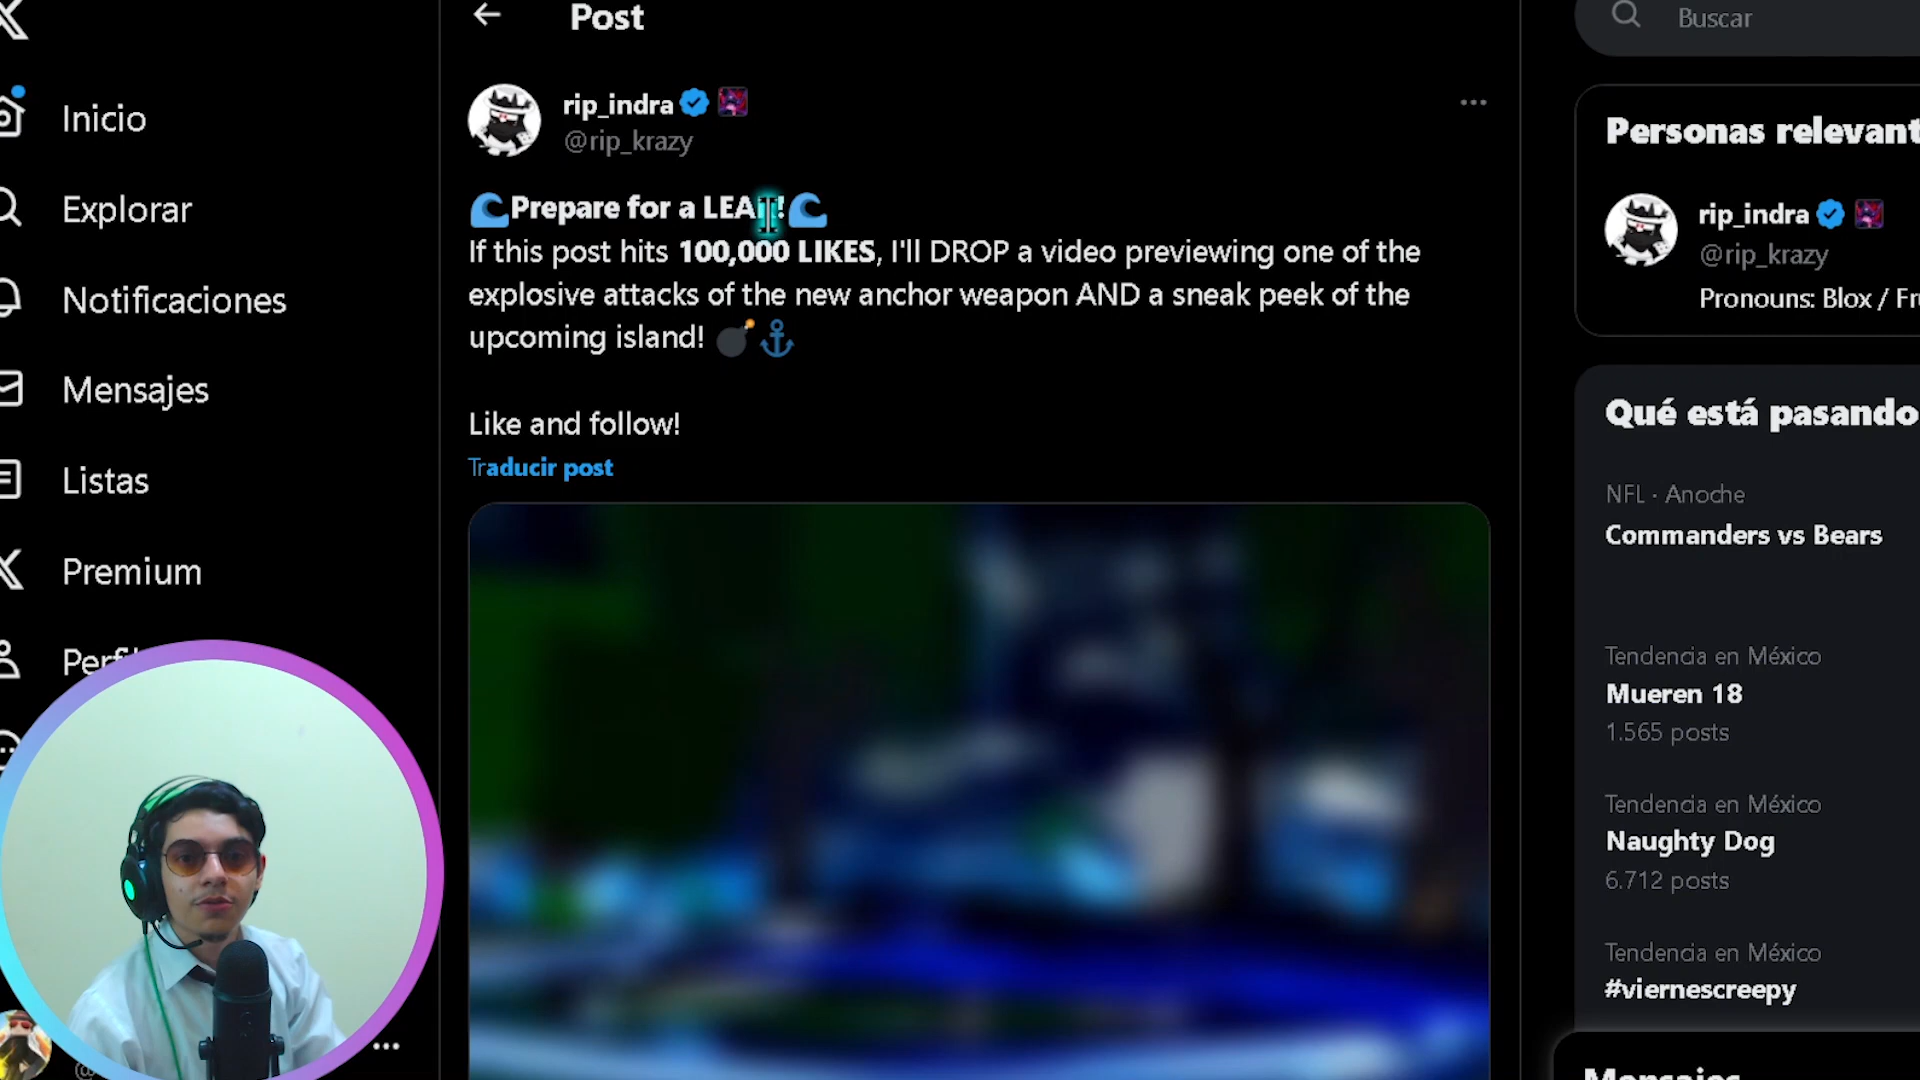 Post
Buscar
Inicio
Explorar
Notificaciones
Mensajes
Listas
Premium
rip_indra
@rip_krazy
🌊Prepare for a LEAK!🌊
If this post hits 100,000 LIKES, I'll DROP a video previewing one of the
explosive attacks of the new anchor weapon AND a sneak peek of the
upcoming island! 💣⚓
Like and follow!
Traducir post
Personas relevant
rip_indra
@rip_krazy
Pronouns: Blox / Fru
Qué está pasando
NFL · Anoche
Commanders vs Bears
Tendencia en México
Mueren 18
1.565 posts
Tendencia en México
Naughty Dog
6.712 posts
Tendencia en México
#viernescreepy
Mensajes